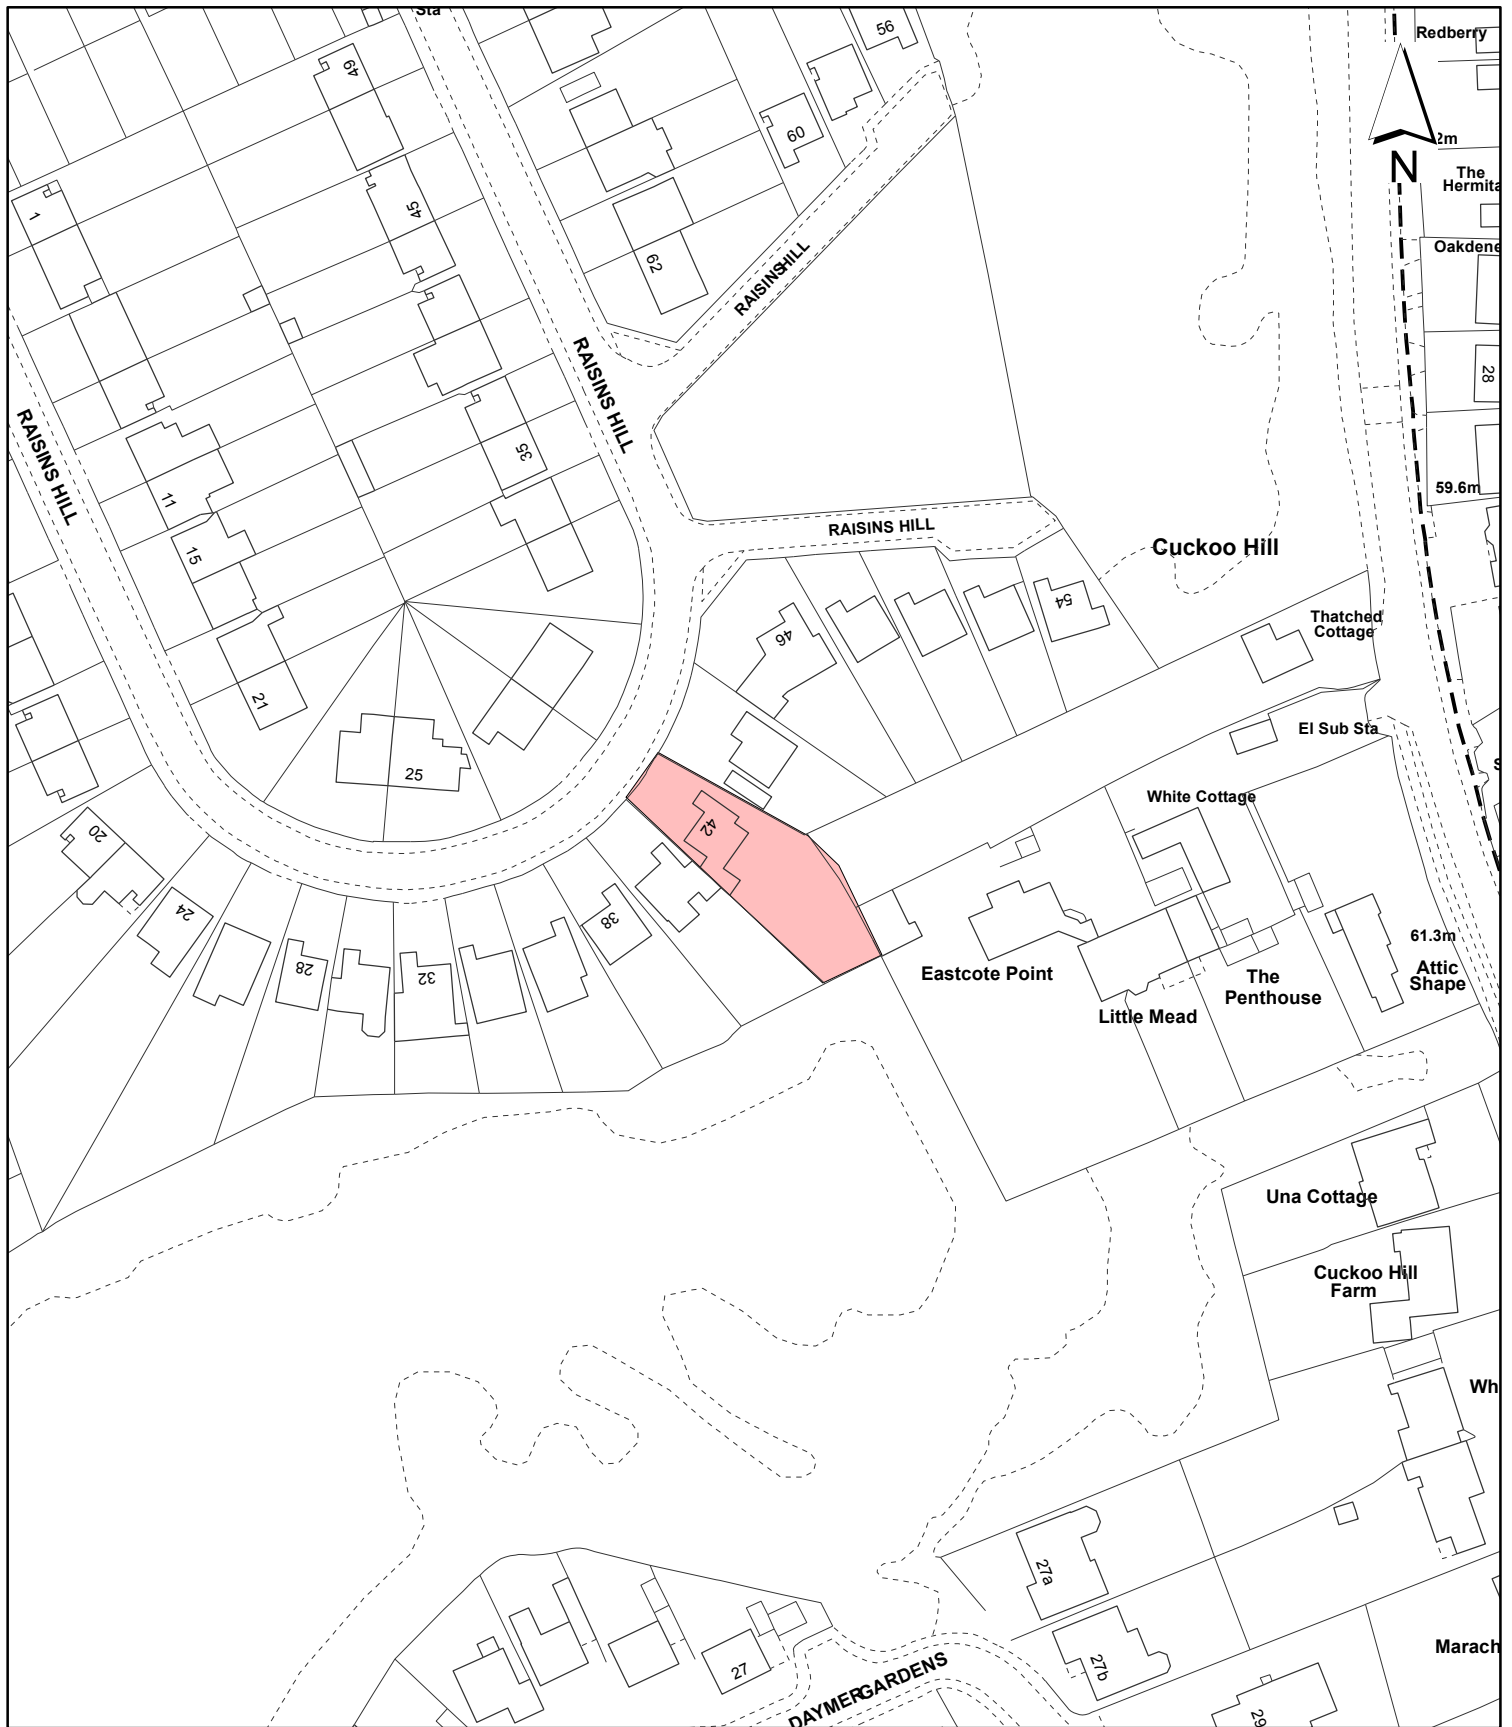 Sta
56
Redberry
49
60
2m
N
The
Hermita
1
45
Oakdene
62
RAISINS HILL
RAISINS HILL
28
RAISINS HILL
35
59.6m
11
RAISINS HILL
15
Cuckoo Hill
54
Thatched
Cottage
46
21
El Sub Sta
25
White Cottage
20
42
24
38
61.3m
28
32
Eastcote Point
The
Penthouse
Attic
Shape
Little Mead
Una Cottage
Cuckoo Hill
Farm
Wh
27a
27
27b
Marach
DAYMER GARDENS
29